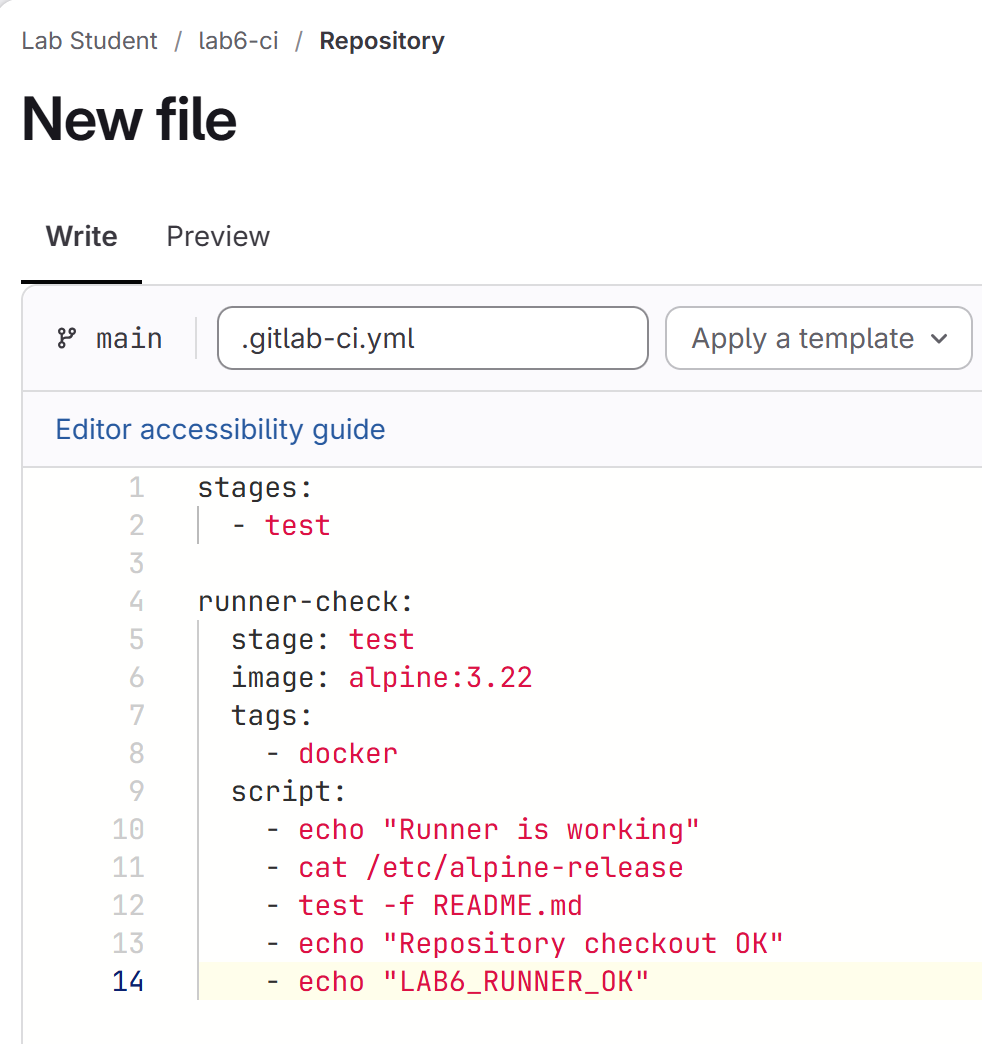 Lab Student / lab6-ci / Repository
New file
Write Preview
main .gitlab-ci.yml Apply a template
Editor accessibility guide
1 stages:
2   - test
3
4 runner-check:
5   stage: test
6   image: alpine:3.22
7   tags:
8     - docker
9   script:
10     - echo "Runner is working"
11     - cat /etc/alpine-release
12     - test -f README.md
13     - echo "Repository checkout OK"
14     - echo "LAB6_RUNNER_OK"